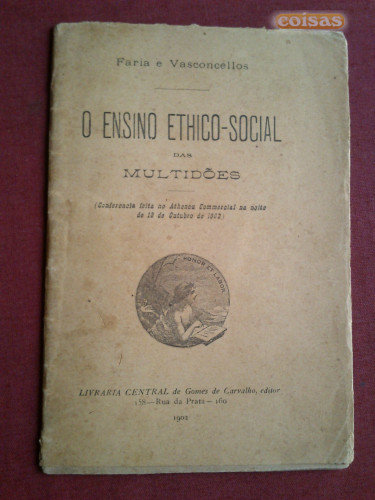 coisas
Faria e Vasconcellos
O ENSINO ETHICO-SOCIAL
DAS
MULTIDÕES
(Conferencia feita no Atheneu Commercial na noite
de 18 de Outubro de 1902)
HONOR ET LABOR
LIVRARIA CENTRAL de Gomes de Carvalho, editor
158—Rua da Prata—160
1902